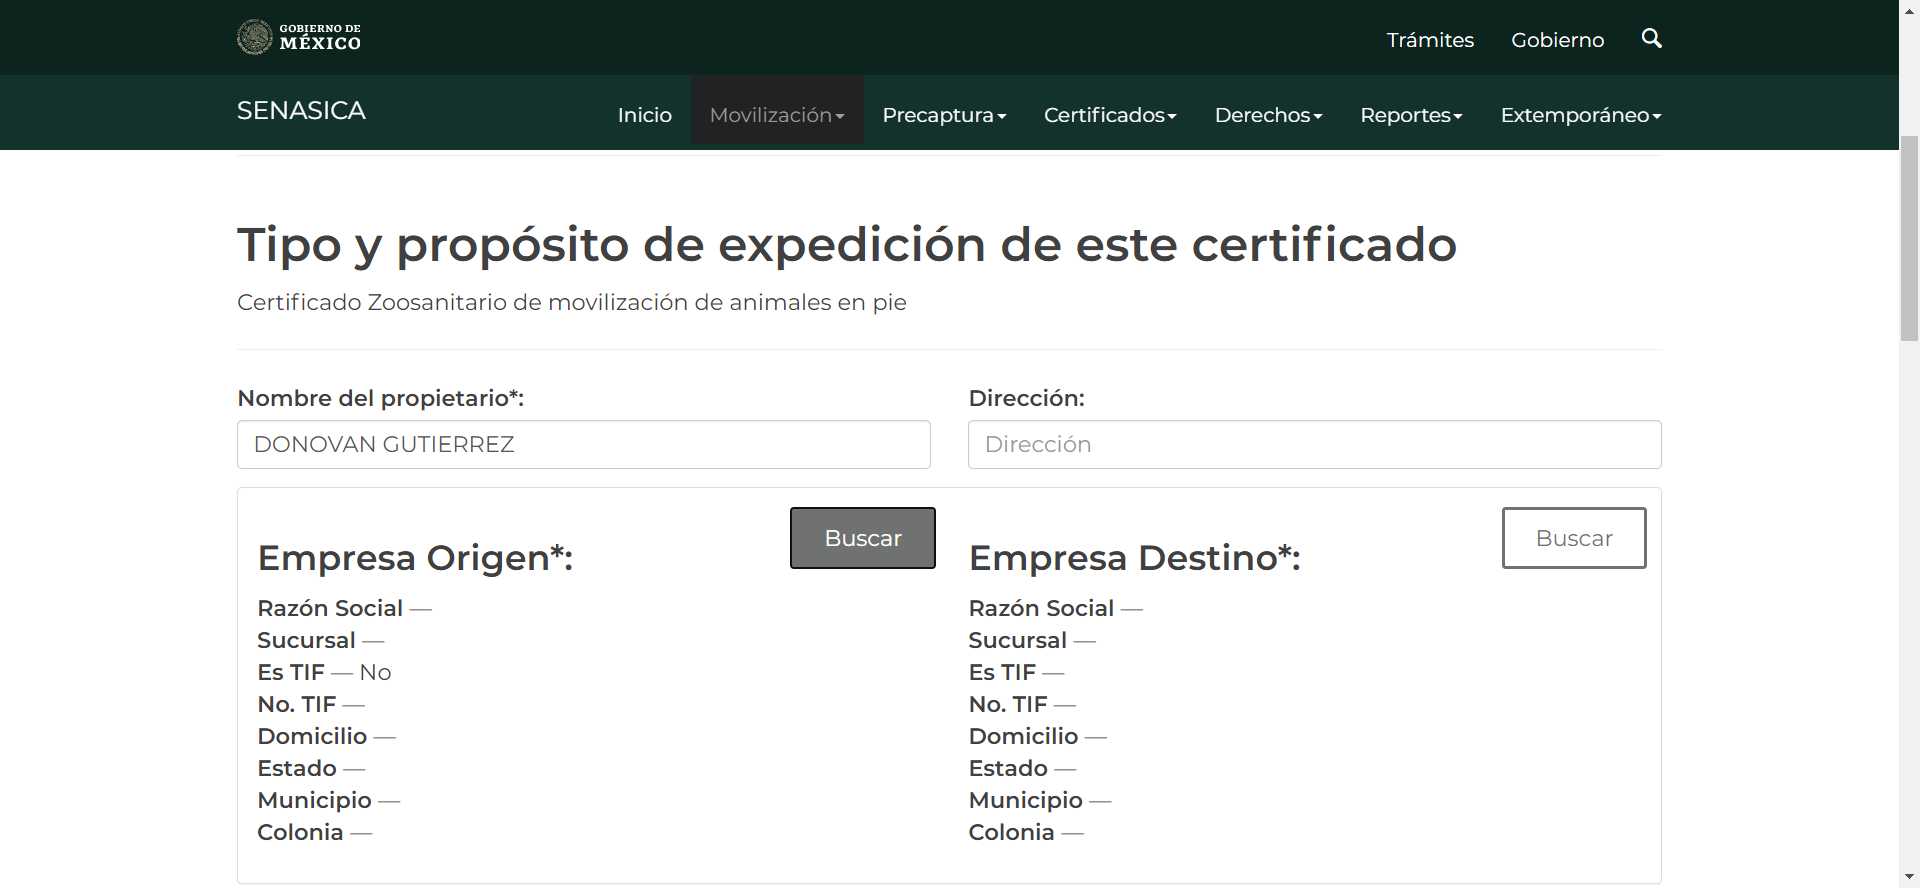 GOBIERNO DE
MÉXICO
Trámites Gobierno
SENASICA
Inicio Movilización Precaptura Certificados Derechos Reportes Extemporáneo
Tipo y propósito de expedición de este certificado
Certificado Zoosanitario de movilización de animales en pie
Nombre del propietario*:
DONOVAN GUTIERREZ
Dirección:
Dirección
Buscar
Empresa Origen*:
Razón Social —
Sucursal —
Es TIF — No
No. TIF —
Domicilio —
Estado —
Municipio —
Colonia —
Buscar
Empresa Destino*:
Razón Social —
Sucursal —
Es TIF —
No. TIF —
Domicilio —
Estado —
Municipio —
Colonia —